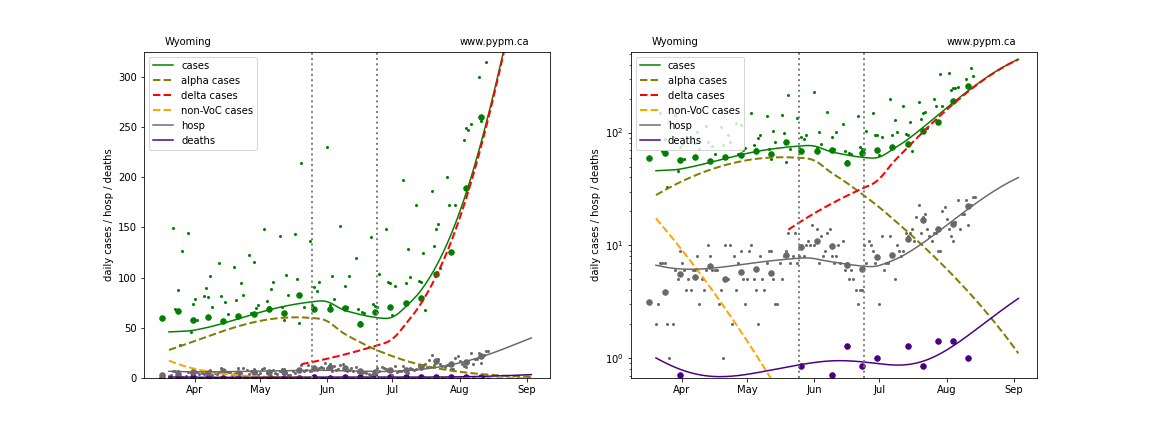 Wyoming www.pypm.ca
cases
alpha cases
delta cases
non-VoC cases
hosp
deaths
daily cases / hosp / deaths
300
250
200
150
100
50
0
Apr May Jun Jul Aug Sep
Wyoming www.pypm.ca
cases
alpha cases
delta cases
non-VoC cases
hosp
deaths
daily cases / hosp / deaths
10²
10¹
10⁰
Apr May Jun Jul Aug Sep